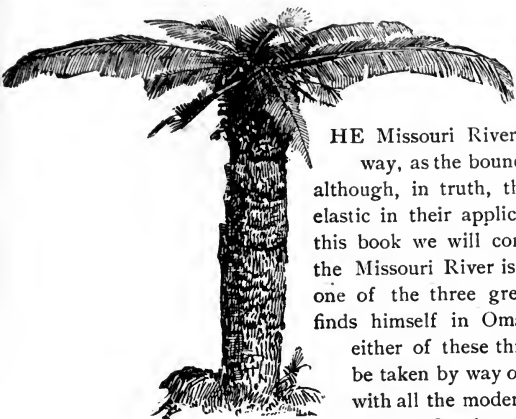 HE Missouri River
way, as the bound
although, in truth, th
elastic in their applic
this book we will con
the Missouri River is
one of the three gre
finds himself in Oma
either of these thi
be taken by way o
with all the moder